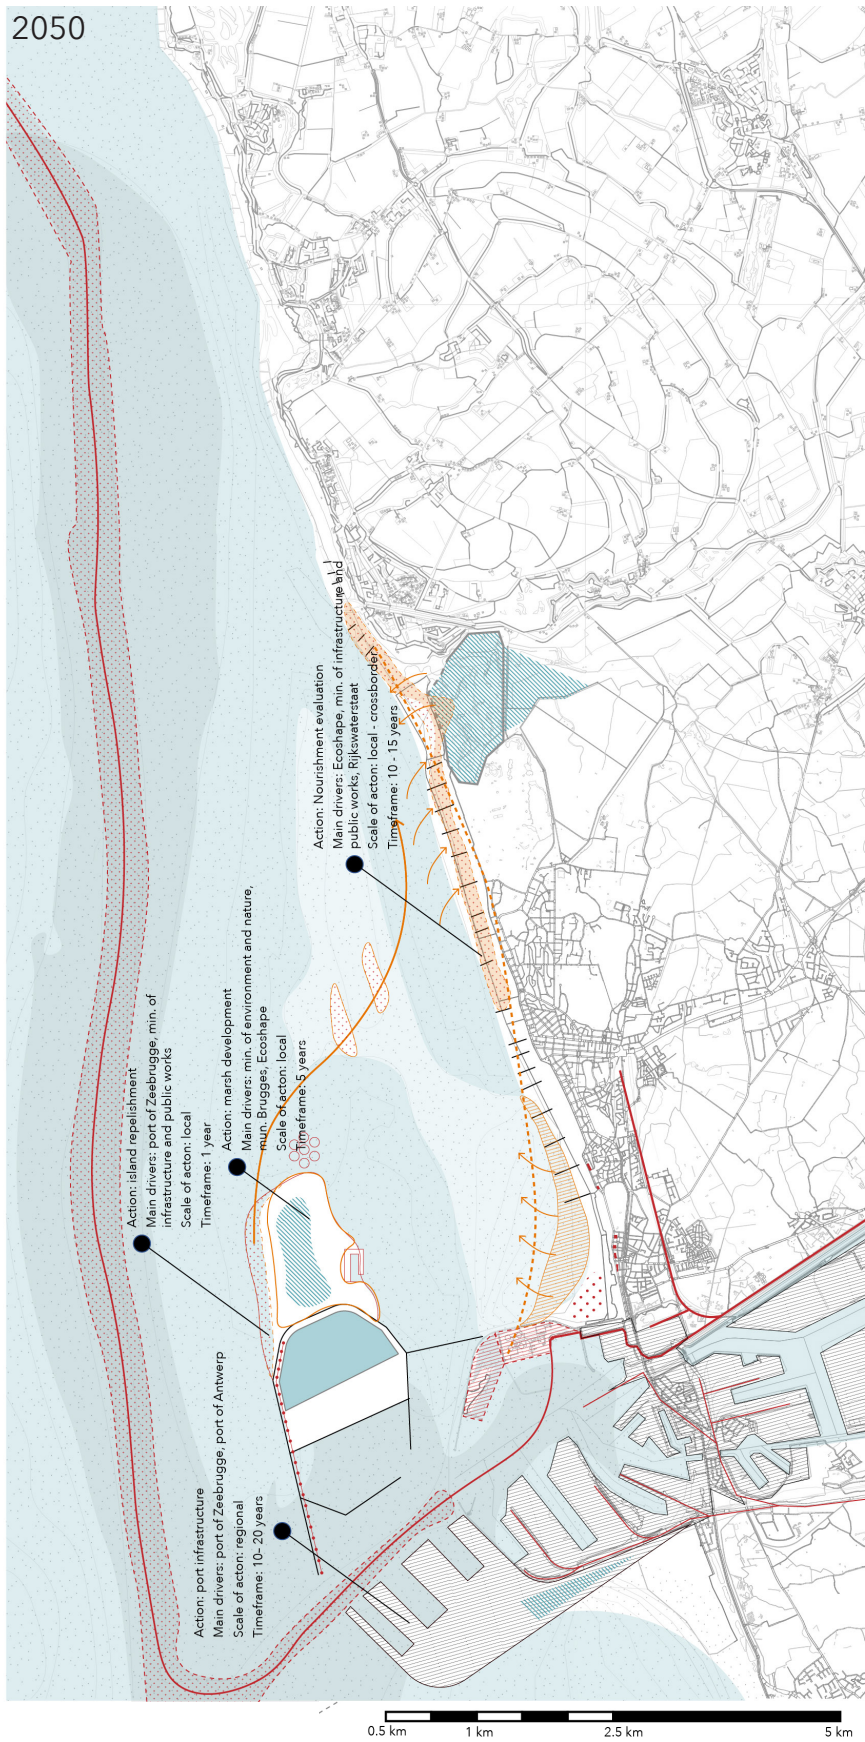 2050
Action: Nourishment evaluation
Main drivers: Ecoshape, min. of infrastructure and
public works, Rijkswaterstaat
Scale of acton: local - crossborder
Timeframe: 10 - 15 years
Action: marsh development
Main drivers: min. of environment and nature,
mun. Brugges, Ecoshape
Scale of acton: local
Timeframe: 5 years
Action: island repelishment
Main drivers: port of Zeebrugge, min. of
infrastructure and public works
Scale of acton: local
Timeframe: 1 year
Action: port infrastructure
Main drivers: port of Zeebrugge, port of Antwerp
Scale of acton: regional
Timeframe: 10– 20 years
0.5 km 1 km 2.5 km 5 km